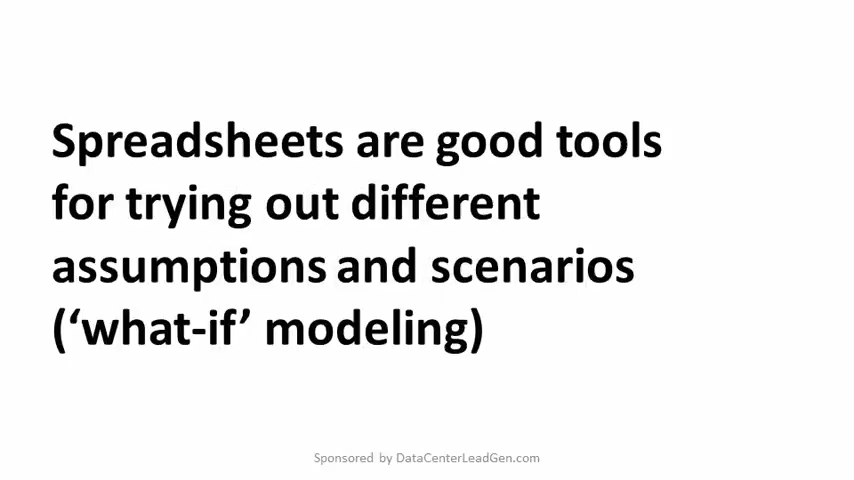 Spreadsheets are good tools
for trying out different
assumptions and scenarios
(‘what-if’ modeling)
Sponsored by DataCenterLeadGen.com